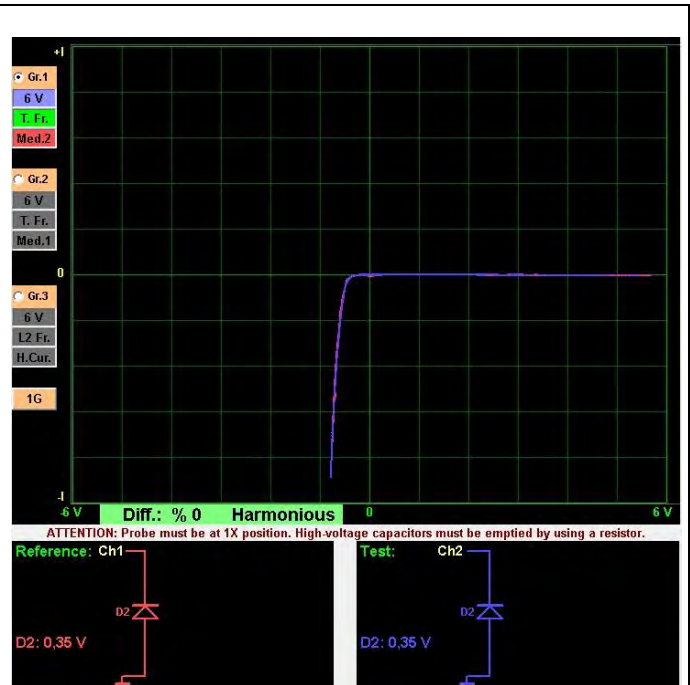 +I
Gr.1
6 V
T. Fr.
Med.2
Gr.2
6 V
T. Fr.
Med.1
0
Gr.3
6 V
L2 Fr.
H.Cur.
1G
-I
-6 V
Diff.: % 0 Harmonious
0
6 V
ATTENTION: Probe must be at 1X position. High-voltage capacitors must be emptied by using a resistor.
Reference: Ch1
D2
D2: 0,35 V
Test: Ch2
D2
D2: 0,35 V